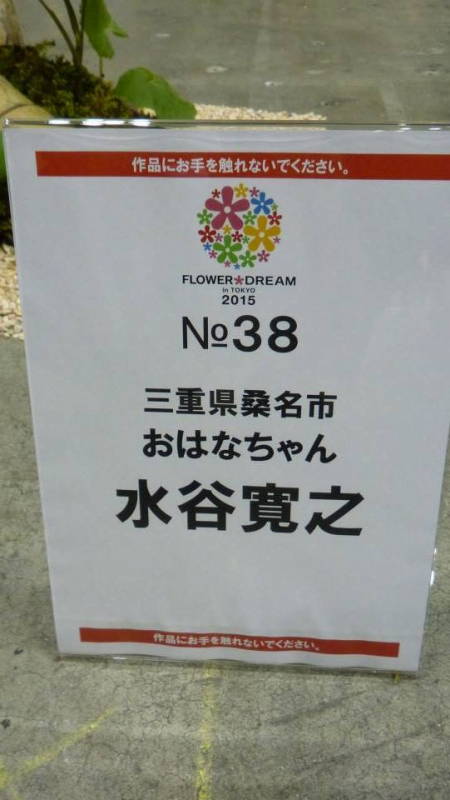 作品にお手を触れないでください。
FLOWER*DREAM
in TOKYO
2015
№38
三重県桑名市
おはなちゃん
水谷寛之
作品にお手を触れないでください。